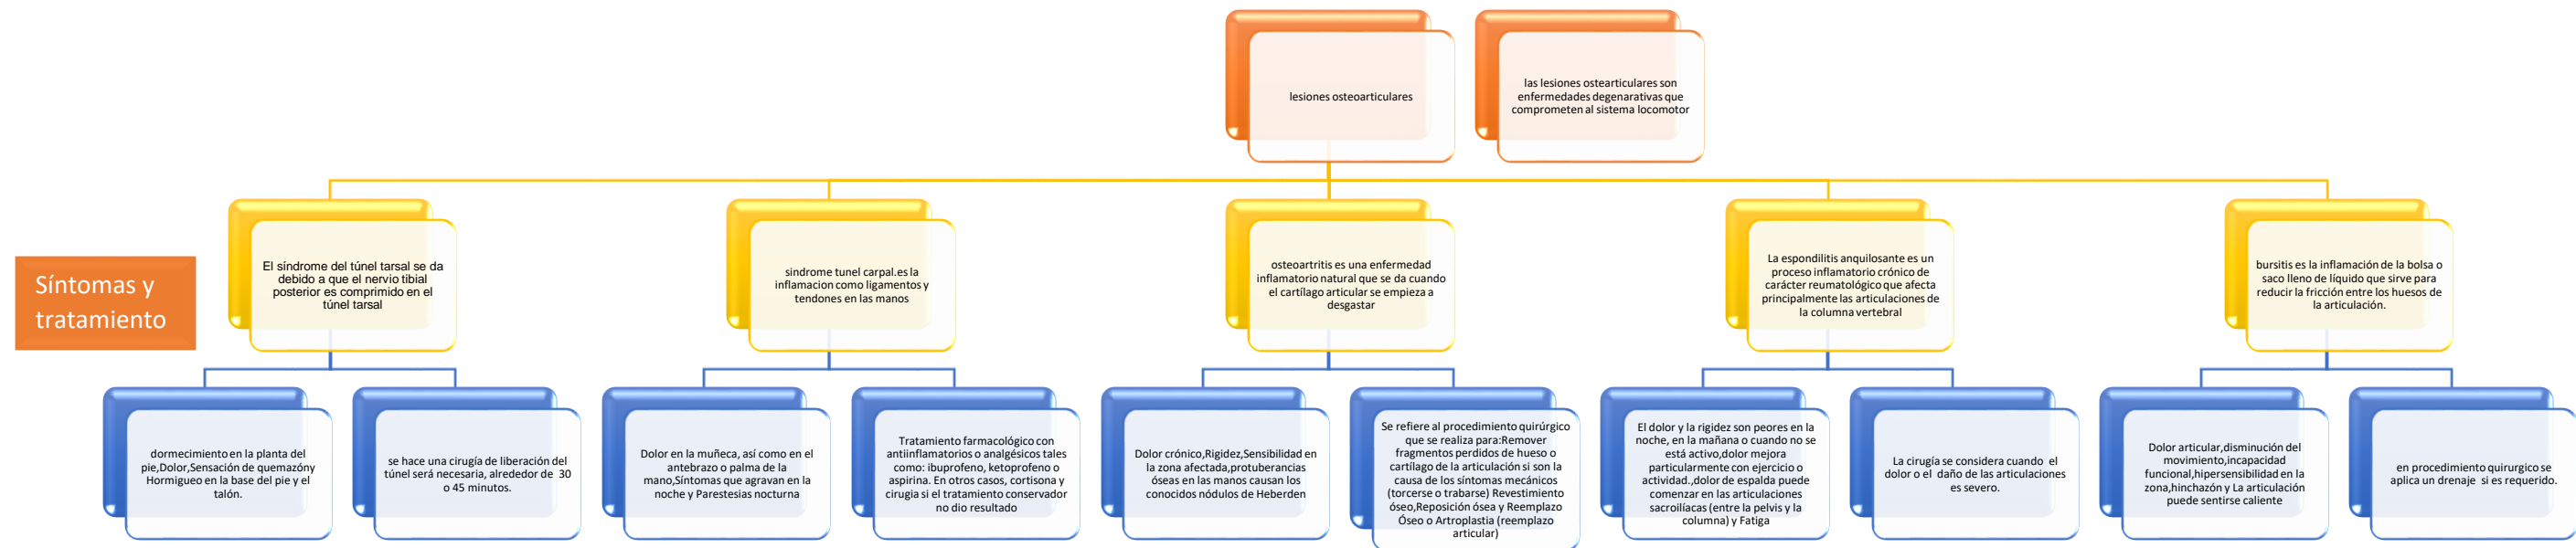 lesiones osteoarticulares
las lesiones ostearticulares son
enfermedades degenarativas que
comprometen al sistema locomotor
Síntomas y
tratamiento
El síndrome del túnel tarsal se da
debido a que el nervio tibial
posterior es comprimido en el
túnel tarsal
sindrome tunel carpal.es la
inflamacion como ligamentos y
tendones en las manos
osteoartritis es una enfermedad
inflamatorio natural que se da cuando
el cartílago articular se empieza a
desgastar
La espondilitis anquilosante es un
proceso inflamatorio crónico de
carácter reumatológico que afecta
principalmente las articulaciones de
la columna vertebral
bursitis es la inflamación de la bolsa o
saco lleno de líquido que sirve para
reducir la fricción entre los huesos de
la articulación.
dormecimiento en la planta del
pie,Dolor,Sensación de quemazóny
Hormigueo en la base del pie y el
talón.
se hace una cirugía de liberación del
túnel será necesaria, alrededor de 30
o 45 minutos.
Dolor en la muñeca, así como en el
antebrazo o palma de la
mano,Síntomas que agravan en la
noche y Parestesias nocturna
Tratamiento farmacológico con
antiinflamatorios o analgésicos tales
como: ibuprofeno, ketoprofeno o
aspirina. En otros casos, cortisona y
cirugia si el tratamiento conservador
no dio resultado
Dolor crónico,Rigidez,Sensibilidad en
la zona afectada,protuberancias
óseas en las manos causan los
conocidos nódulos de Heberden
Se refiere al procedimiento quirúrgico
que se realiza para:Remover
fragmentos perdidos de hueso o
cartílago de la articulación si son la
causa de los síntomas mecánicos
(torcerse o trabarse) Revestimiento
óseo,Reposición ósea y Reemplazo
Óseo o Artroplastia (reemplazo
articular)
El dolor y la rigidez son peores en la
noche, en la mañana o cuando no se
está activo,dolor mejora
particularmente con ejercicio o
actividad.,dolor de espalda puede
comenzar en las articulaciones
sacroilíacas (entre la pelvis y la
columna) y Fatiga
La cirugía se considera cuando el
dolor o el daño de las articulaciones
es severo.
Dolor articular,disminución del
movimiento,incapacidad
funcional,hipersensibilidad en la
zona,hinchazón y La articulación
puede sentirse caliente
en procedimiento quirurgico se
aplica un drenaje si es requerido.